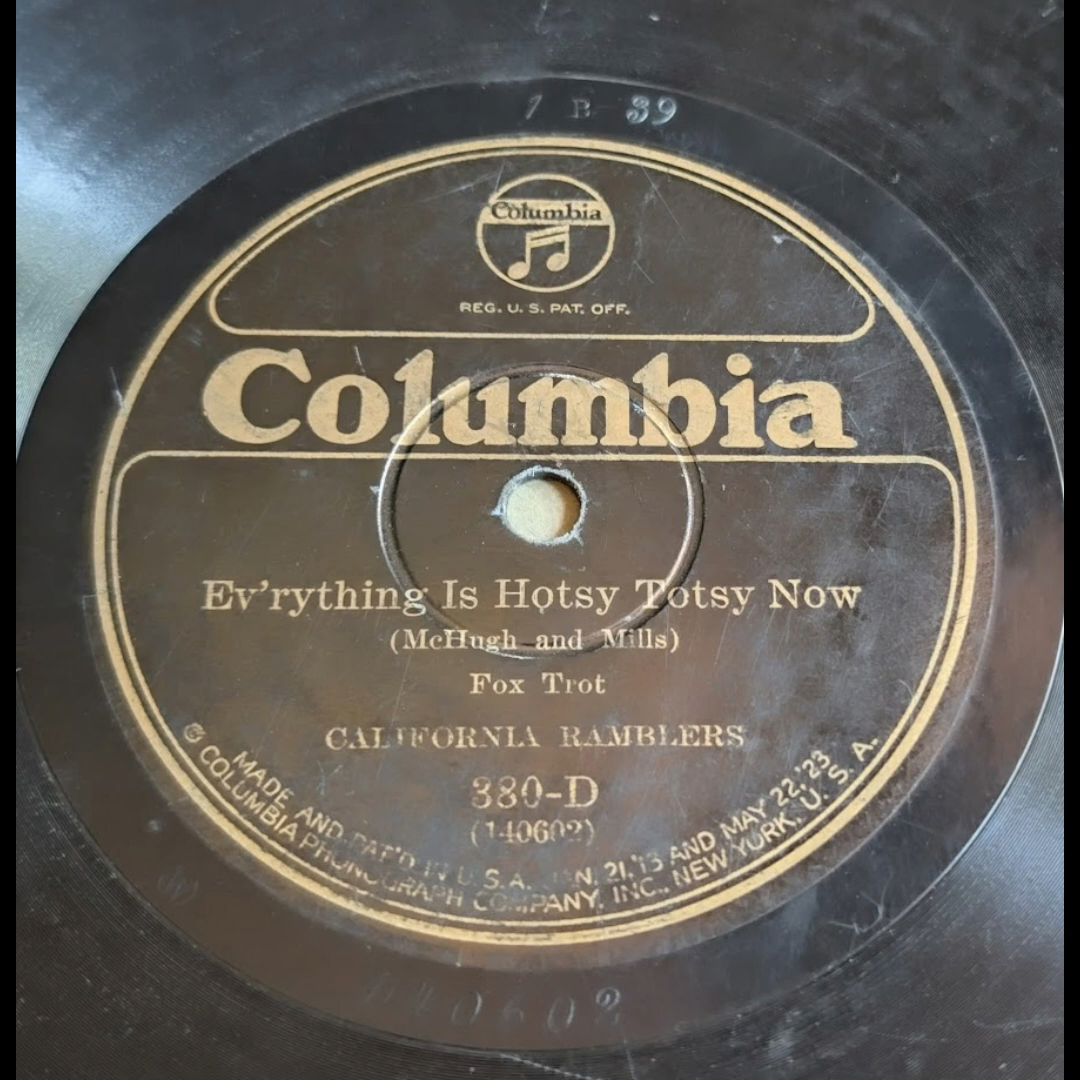 1 B 39
Columbia
REG. U. S. PAT. OFF.
Columbia
Ev'rything Is Hotsy Totsy Now
(McHugh and Mills)
Fox Trot
CALIFORNIA RAMBLERS
380-D
(140602)
MADE AND PAT'D IN U. S. A. JAN. 21, '13 AND MAY 22, '23
© COLUMBIA PHONOGRAPH COMPANY, INC., NEW YORK, U. S. A.
140602